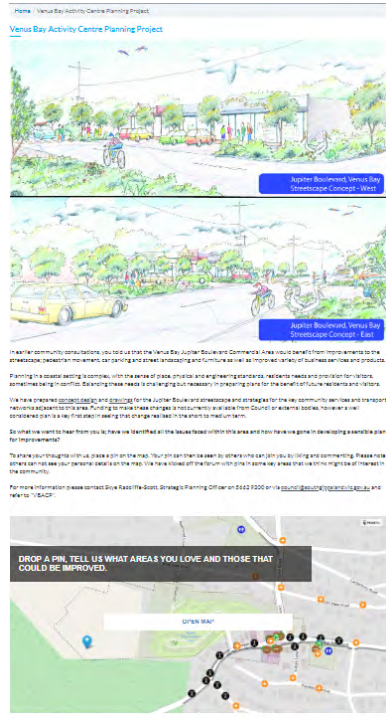 Home / Venus Bay Activity Centre Planning Project
Venus Bay Activity Centre Planning Project
Jupiter Boulevard, Venus Bay
Streetscape Concept - West
Jupiter Boulevard, Venus Bay
Streetscape Concept - East
In earlier community consultations, you told us that the Venus Bay Jupiter Boulevard Commercial Area would benefit from improvements to the
streetscape; pedestrian movement, car parking and street landscaping and furniture as well as improved variety of business services and products.
Planning in a coastal setting is complex, with the sense of place, physical and engineering standards, residents needs and provision for visitors,
sometimes being in conflict. Balancing these needs is challenging but necessary in preparing plans for the benefit of future residents and visitors.
We have prepared concept design and drawings for the Jupiter Boulevard streetscape and strategies for the key community services and transport
networks adjacent to this area. Funding to make these changes is not currently available from Council or external bodies, however a well
considered plan is a key first step in seeing that change realised in the short to medium term.
So what we want to hear from you is; have we identified all the issues faced within this area and how have we gone in developing a sensible plan
for improvements?
To share your thoughts with us, place a pin on the map. Your pin can then be seen by others who can join you by liking and commenting. Please note
others can not see your personal details on the map. We have kicked off the forum with pins in some key areas that we think might be of interest in
the community.
For more information please contact Skye Radcliffe-Scott, Strategic Planning Officer on 5662 9200 or via council@southgippsland.vic.gov.au and
refer to "VBACP".
DROP A PIN, TELL US WHAT AREAS YOU LOVE AND THOSE THAT
COULD BE IMPROVED.
OPEN MAP